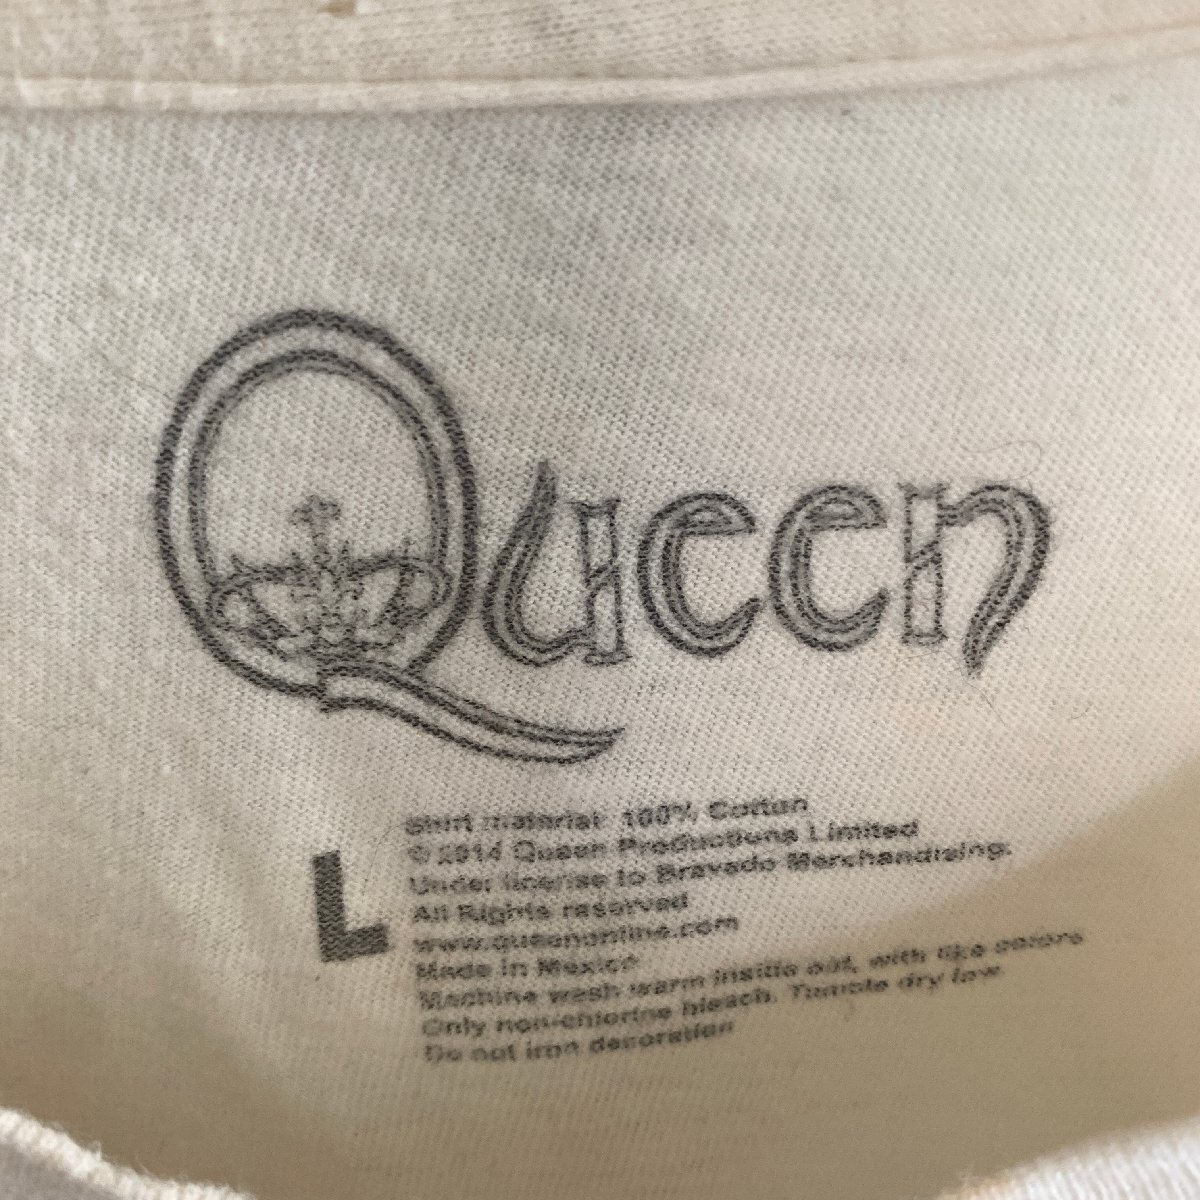 Queen
L
Shirt material: 100% Cotton
© 2014 Queen Productions Limited
Under license to Bravado Merchandising.
All Rights reserved
www.queenonline.com
Made in Mexico
Machine wash warm inside out, with like colors
Only non-chlorine bleach. Tumble dry low
Do not iron decoration